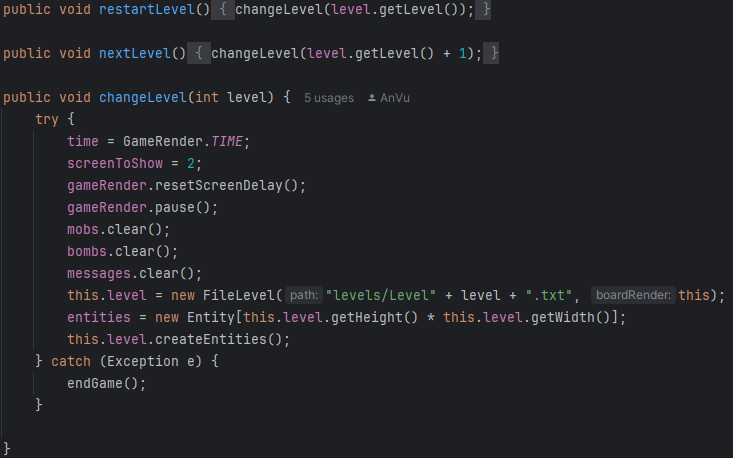 public void restartLevel() { changeLevel(level.getLevel()); }
public void nextLevel() { changeLevel(level.getLevel() + 1); }
public void changeLevel(int level) { 5 usages AnVu
try {
time = GameRender.TIME;
screenToShow = 2;
gameRender.resetScreenDelay();
gameRender.pause();
mobs.clear();
bombs.clear();
messages.clear();
this.level = new FileLevel( path: "levels/Level" + level + ".txt", boardRender: this);
entities = new Entity[this.level.getHeight() * this.level.getWidth()];
this.level.createEntities();
} catch (Exception e) {
endGame();
}
}